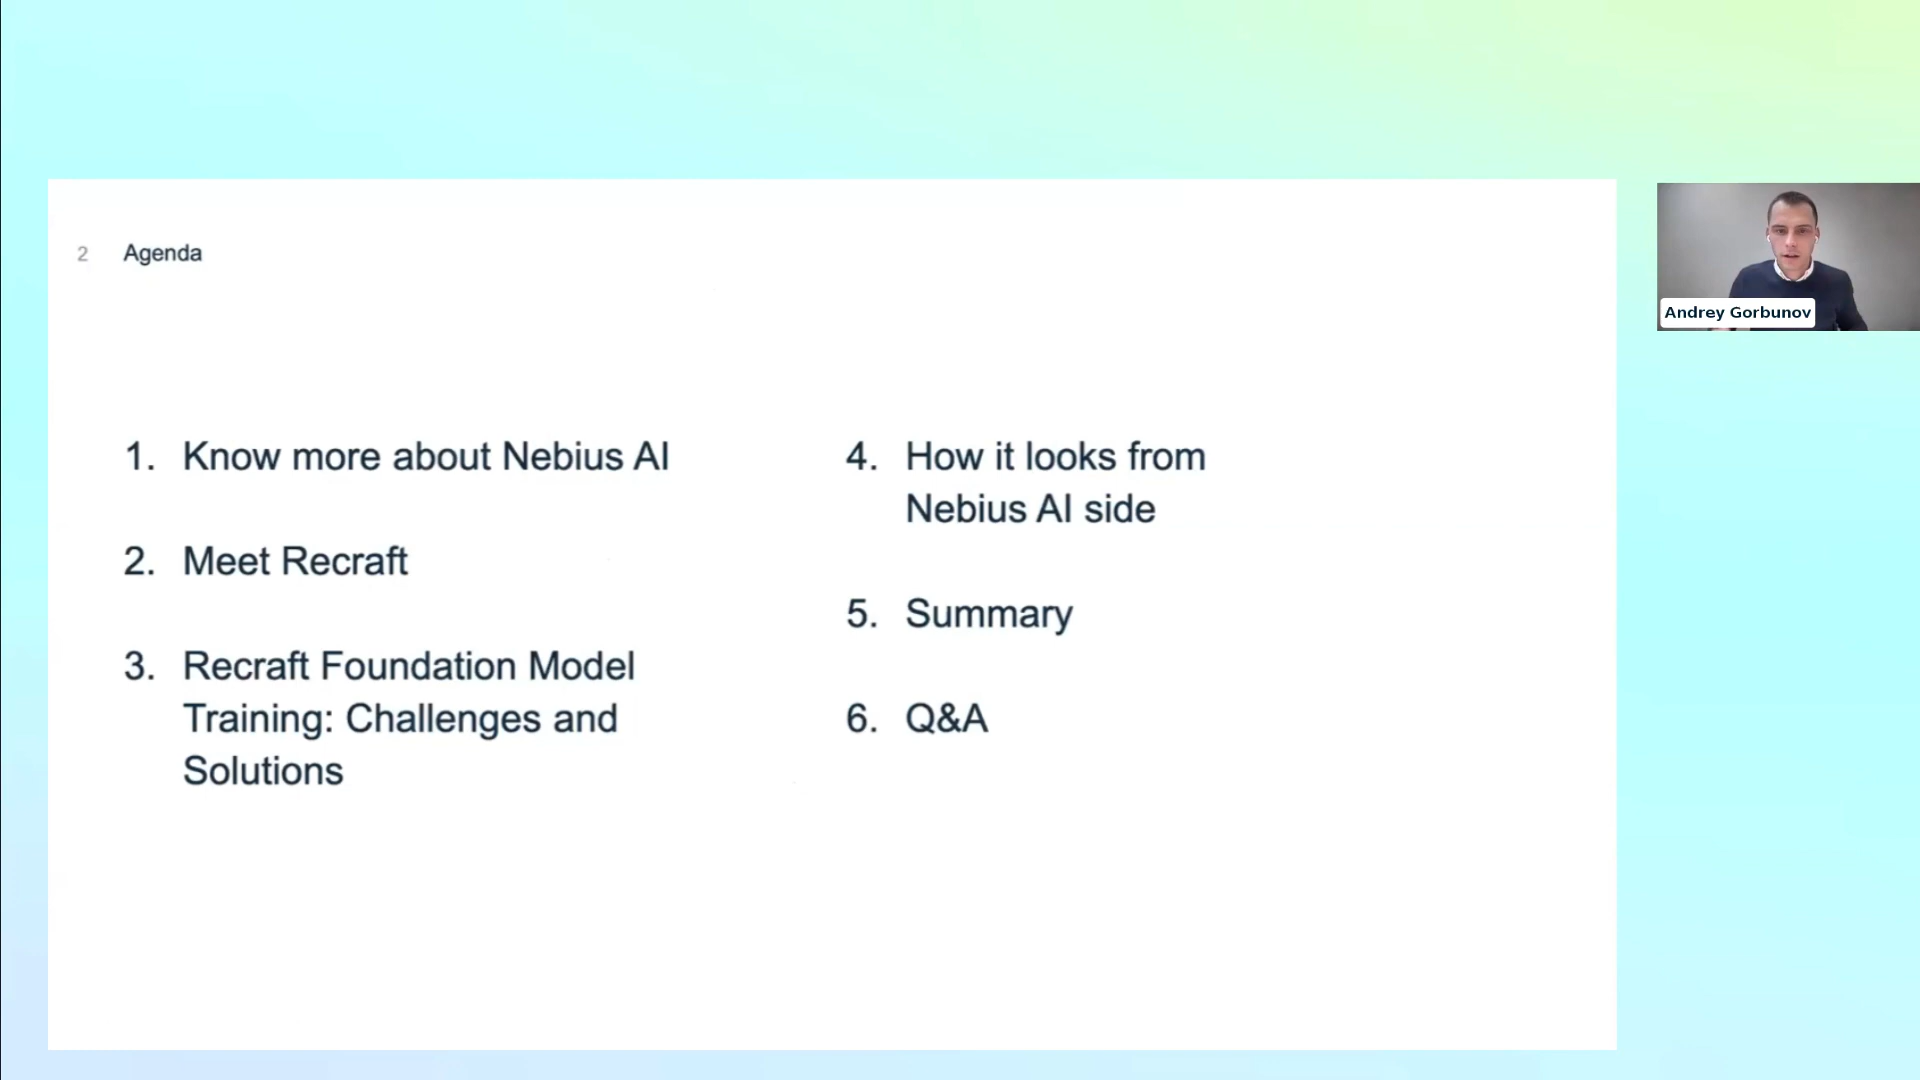 2 Agenda
1. Know more about Nebius AI
2. Meet Recraft
3. Recraft Foundation Model
Training: Challenges and
Solutions
4. How it looks from
Nebius AI side
5. Summary
6. Q&A
Andrey Gorbunov